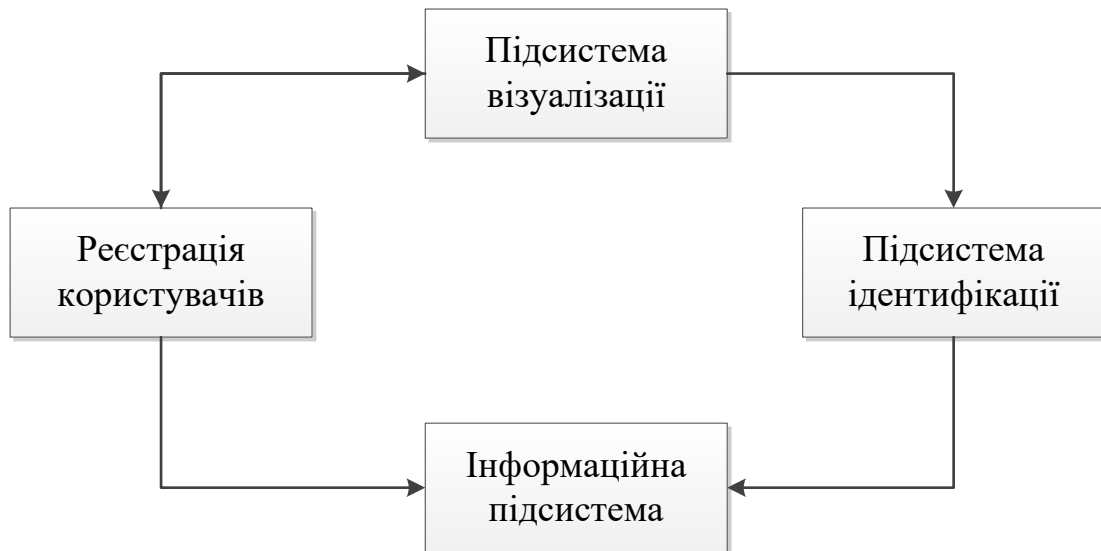 Підсистема
візуалізації
Реєстрація
користувачів
Підсистема
ідентифікації
Інформаційна
підсистема